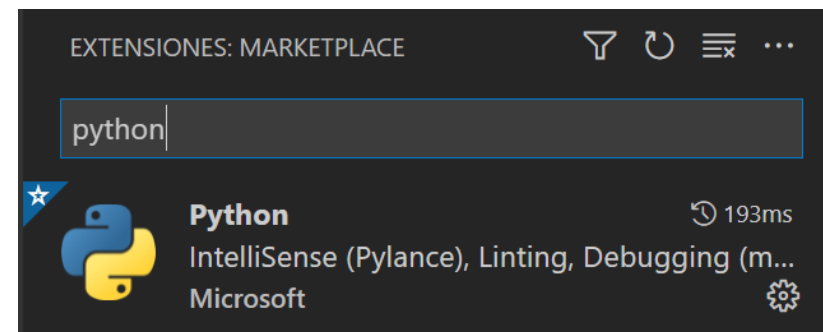 EXTENSIONES: MARKETPLACE
python
Python 193ms
IntelliSense (Pylance), Linting, Debugging (m...
Microsoft